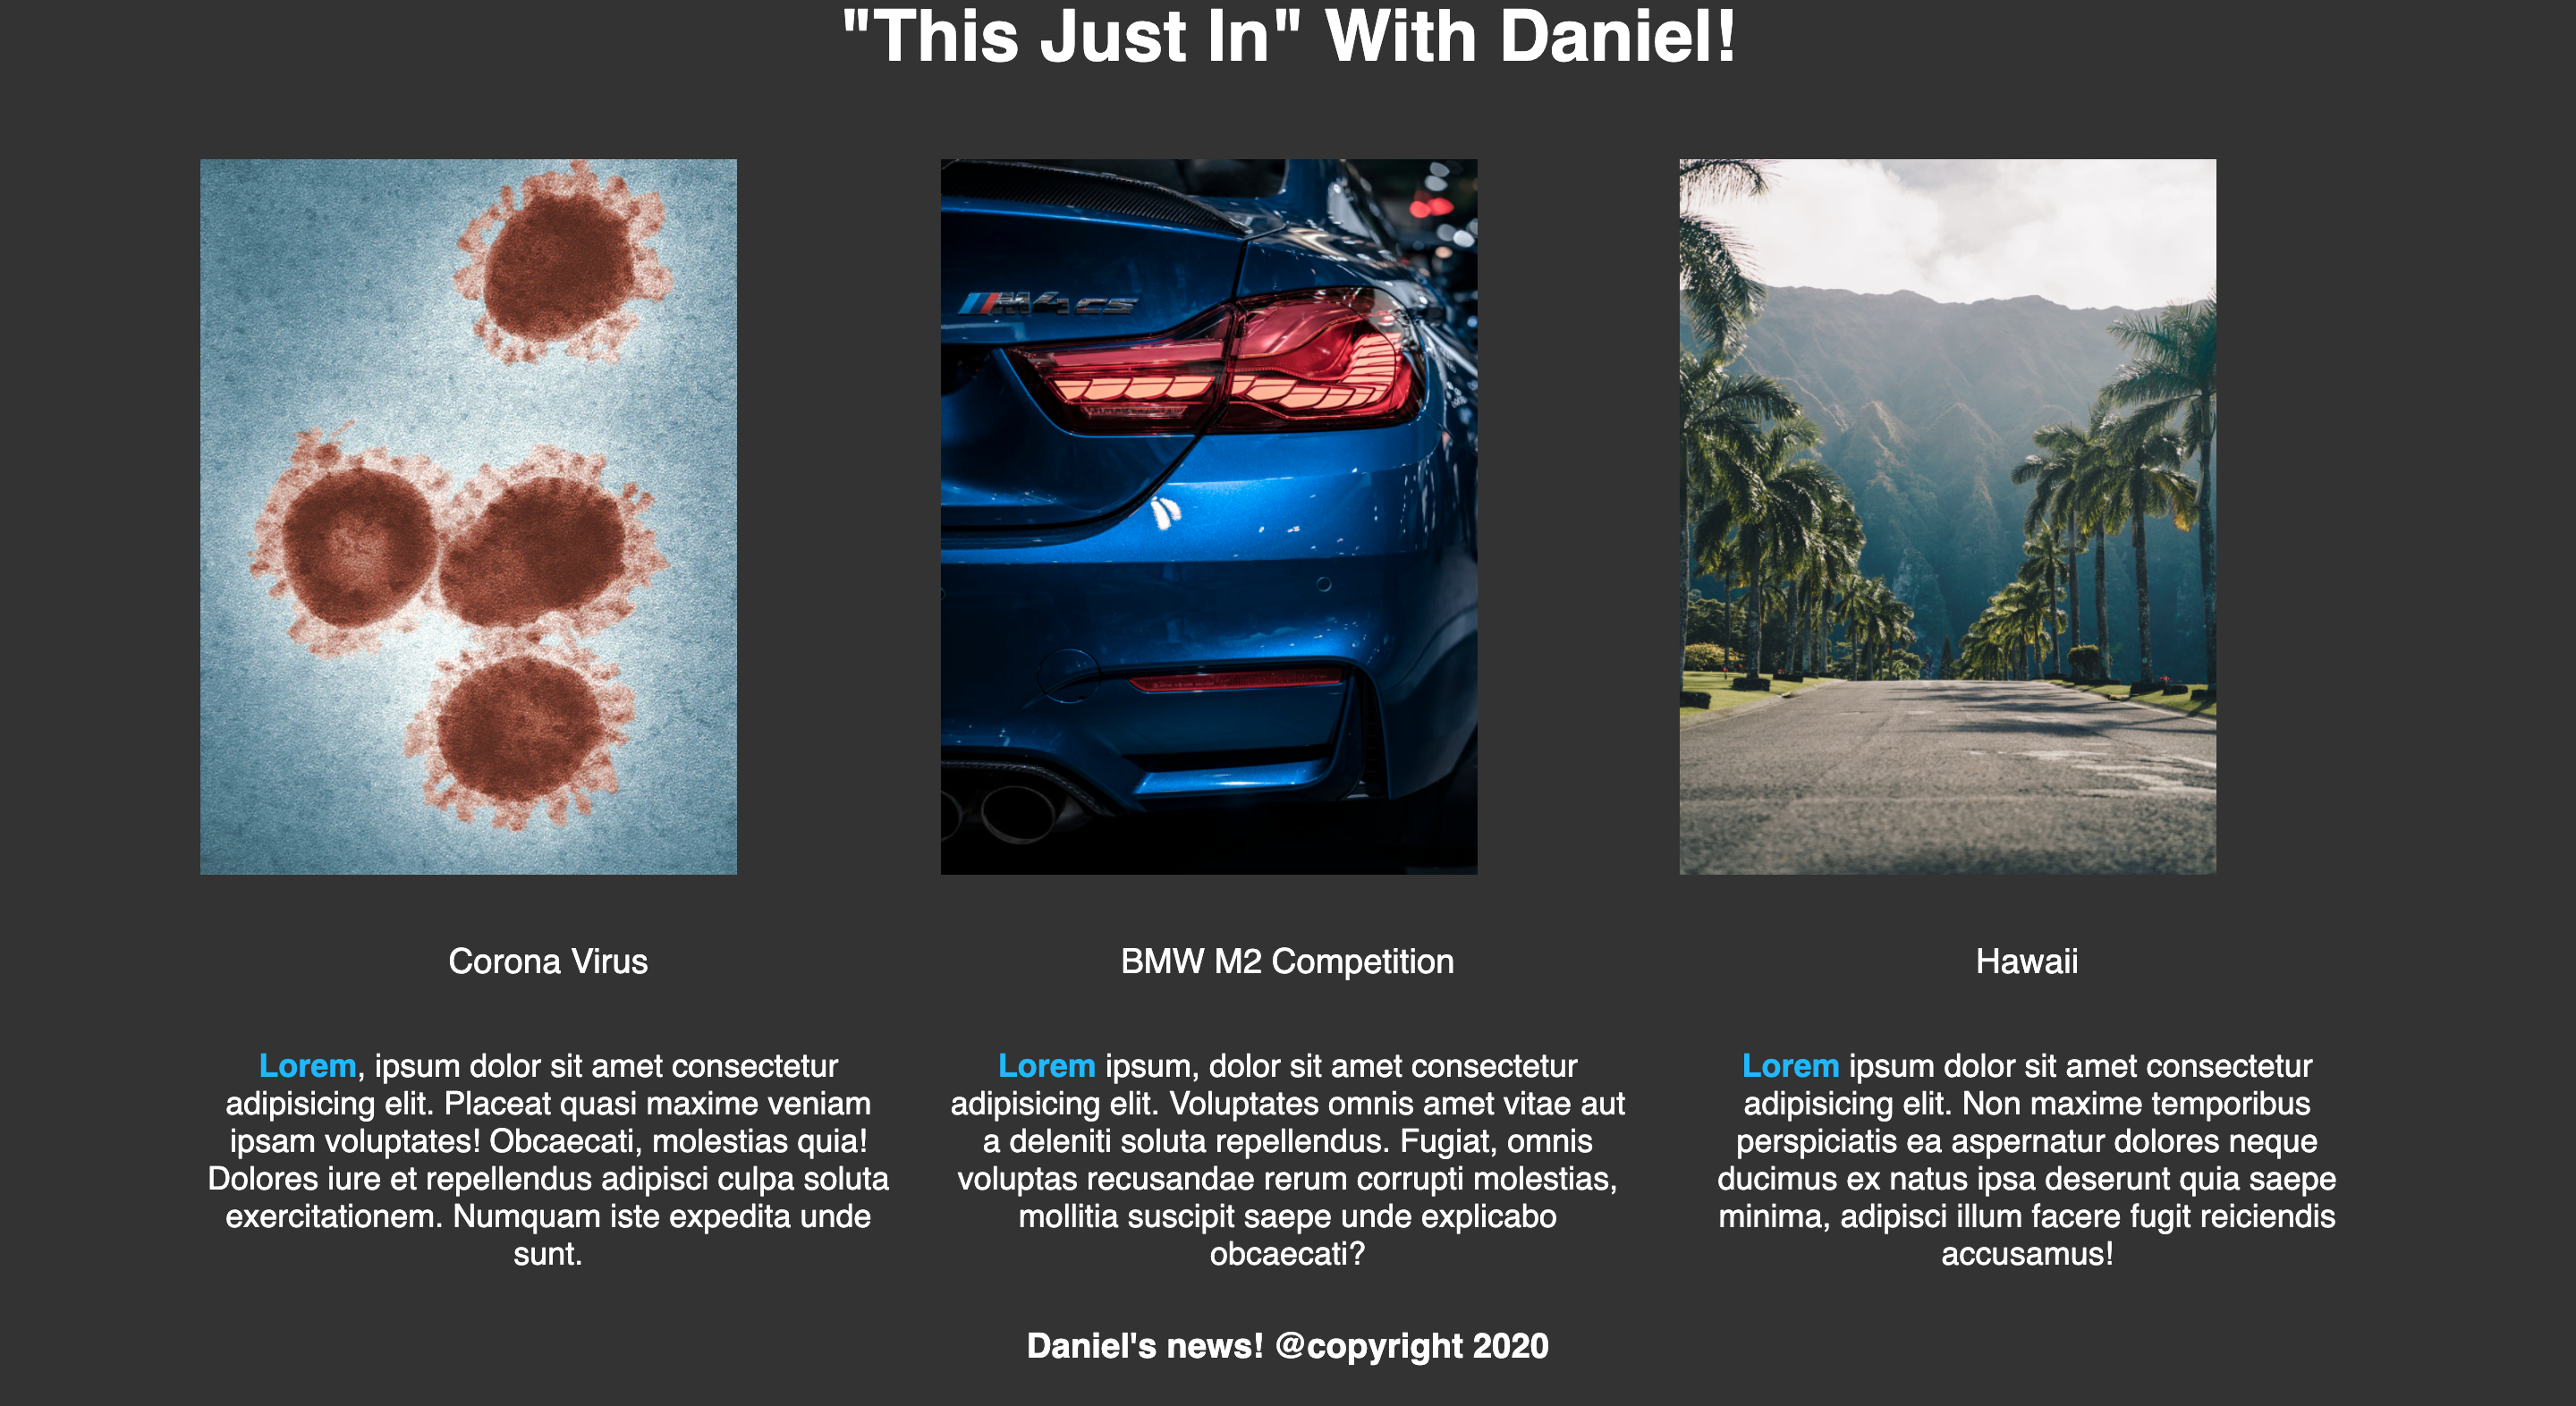 "This Just In" With Daniel!
M4CS
Corona Virus
BMW M2 Competition
Hawaii
Lorem, ipsum dolor sit amet consectetur
adipisicing elit. Placeat quasi maxime veniam
ipsam voluptates! Obcaecati, molestias quia!
Dolores iure et repellendus adipisci culpa soluta
exercitationem. Numquam iste expedita unde
sunt.
Lorem ipsum, dolor sit amet consectetur
adipisicing elit. Voluptates omnis amet vitae aut
a deleniti soluta repellendus. Fugiat, omnis
voluptas recusandae rerum corrupti molestias,
mollitia suscipit saepe unde explicabo
obcaecati?
Lorem ipsum dolor sit amet consectetur
adipisicing elit. Non maxime temporibus
perspiciatis ea aspernatur dolores neque
ducimus ex natus ipsa deserunt quia saepe
minima, adipisci illum facere fugit reiciendis
accusamus!
Daniel's news! @copyright 2020